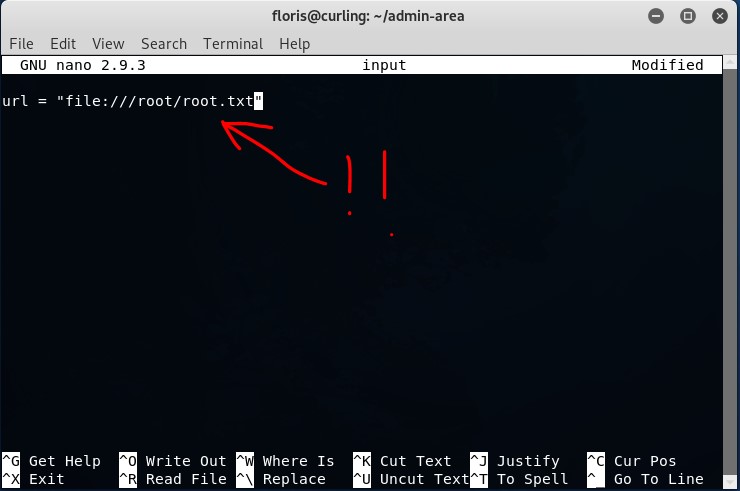 floris@curling: ~/admin-area
File Edit View Search Terminal Help
GNU nano 2.9.3 input Modified
url = "file:///root/root.txt"
!!
^G Get Help ^O Write Out ^W Where Is ^K Cut Text ^J Justify ^C Cur Pos
^X Exit ^R Read File ^\ Replace ^U Uncut Text ^T To Spell ^_ Go To Line